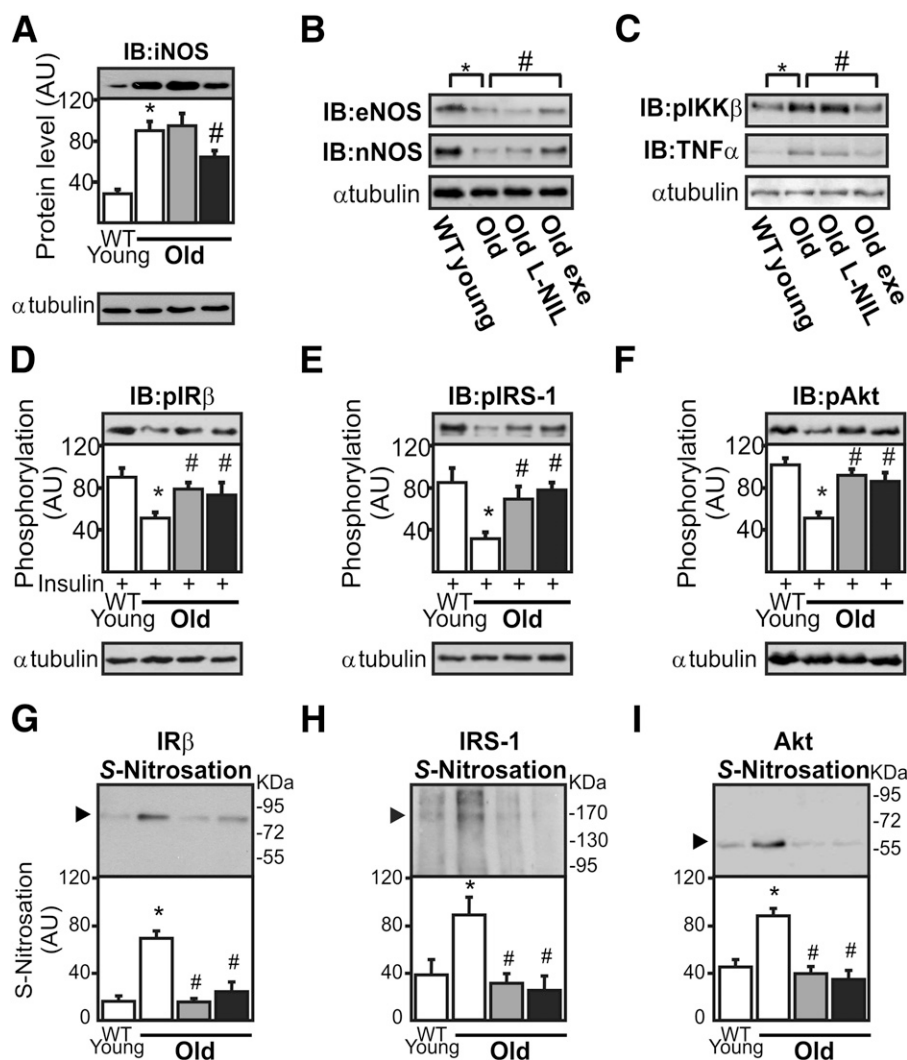 A
IB:iNOS
Protein level (AU)
120
80
40
*
#
WT
Young
Old
α tubulin
B
*
#
IB:eNOS
IB:nNOS
αtubulin
WT young
Old
Old L-NIL
Old exe
C
*
#
IB:pIKKβ
IB:TNFα
αtubulin
WT young
Old
Old L-NIL
Old exe
D
IB:pIRβ
Phosphorylation (AU)
120
80
40
*
#
#
Insulin + + + +
WT
Young
Old
α tubulin
E
IB:pIRS-1
Phosphorylation (AU)
120
80
40
*
#
#
+ + + +
WT
Young
Old
α tubulin
F
IB:pAkt
Phosphorylation (AU)
120
80
40
*
#
#
+ + + +
WT
Young
Old
α tubulin
G
IRβ
S-Nitrosation
KDa
-95
-72
-55
S-Nitrosation (AU)
120
80
40
0
*
#
#
WT
Young
Old
H
IRS-1
S-Nitrosation
KDa
-170
-130
-95
120
80
40
0
*
#
#
WT
Young
Old
I
Akt
S-Nitrosation
KDa
-95
-72
-55
120
80
40
0
*
#
#
WT
Young
Old